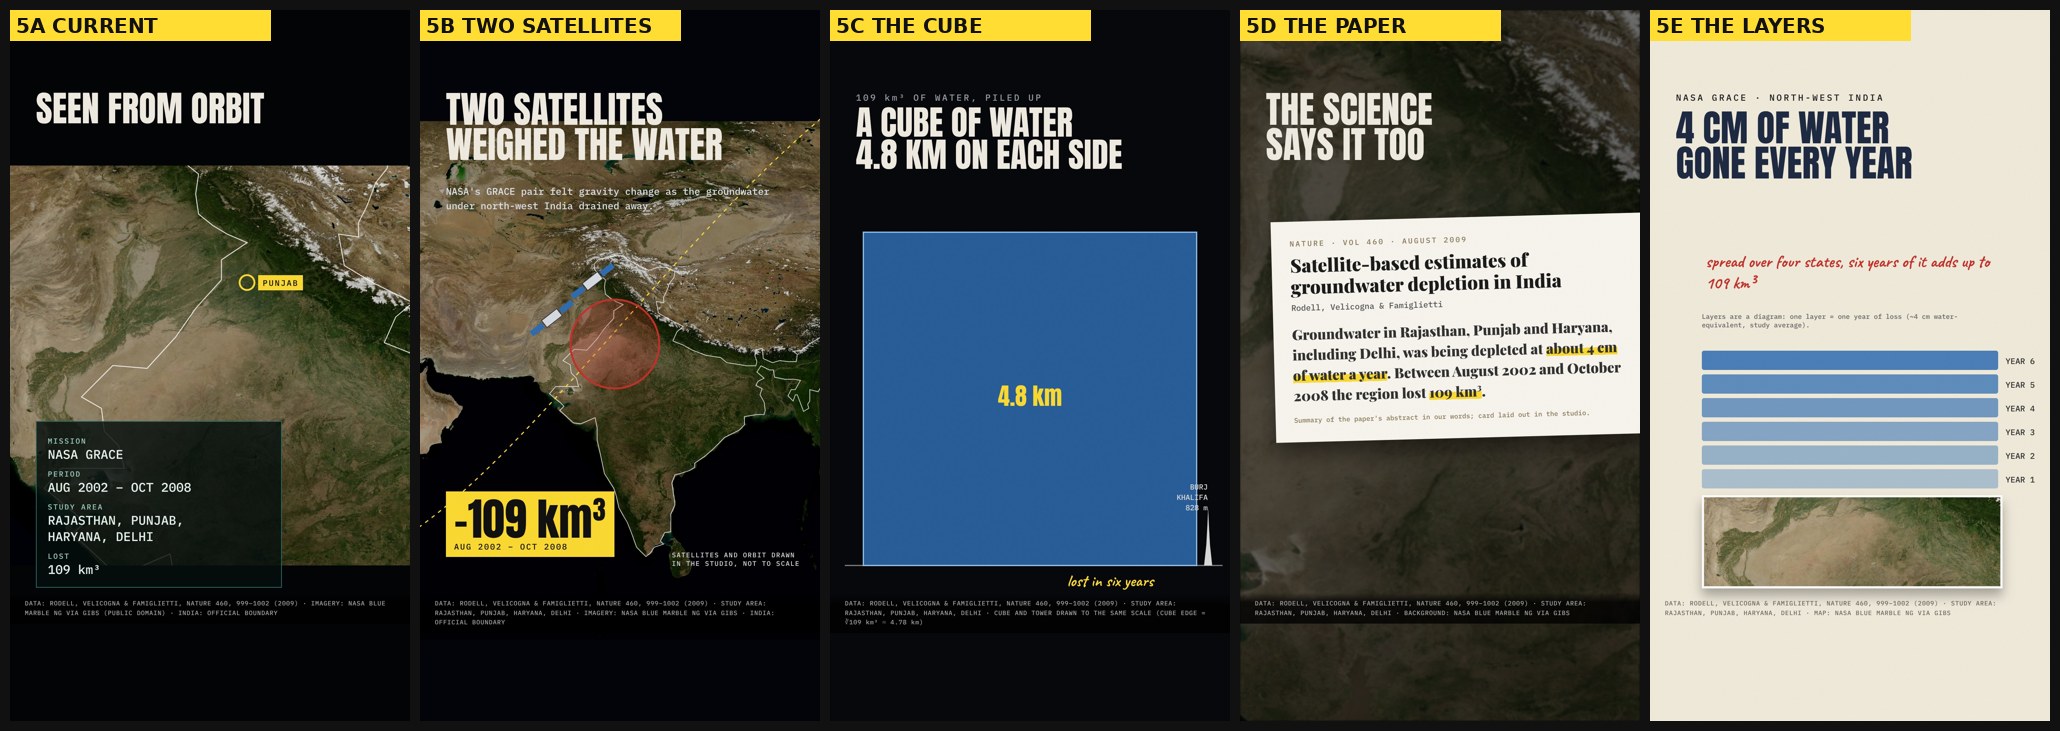 5A CURRENT
SEEN FROM ORBIT
PUNJAB
MISSION
NASA GRACE
PERIOD
AUG 2002 – OCT 2008
STUDY AREA
RAJASTHAN, PUNJAB,
HARYANA, DELHI
LOST
109 km³
DATA: RODELL, VELICOGNA & FAMIGLIETTI, NATURE 460, 999–1002 (2009) · IMAGERY: NASA BLUE
MARBLE NG VIA GIBS (PUBLIC DOMAIN) · INDIA: OFFICIAL BOUNDARY
5B TWO SATELLITES
TWO SATELLITES
WEIGHED THE WATER
NASA's GRACE pair felt gravity change as the groundwater
under north-west India drained away.
-109 km³
AUG 2002 – OCT 2008
SATELLITES AND ORBIT DRAWN
IN THE STUDIO, NOT TO SCALE
DATA: RODELL, VELICOGNA & FAMIGLIETTI, NATURE 460, 999–1002 (2009) · STUDY AREA:
RAJASTHAN, PUNJAB, HARYANA, DELHI · IMAGERY: NASA BLUE MARBLE NG VIA GIBS · INDIA:
OFFICIAL BOUNDARY
5C THE CUBE
109 km³ OF WATER, PILED UP
A CUBE OF WATER
4.8 KM ON EACH SIDE
4.8 km
BURJ
KHALIFA
828 m
lost in six years
DATA: RODELL, VELICOGNA & FAMIGLIETTI, NATURE 460, 999–1002 (2009) · STUDY AREA:
RAJASTHAN, PUNJAB, HARYANA, DELHI · CUBE AND TOWER DRAWN TO THE SAME SCALE (CUBE EDGE =
∛109 km³ = 4.78 km)
5D THE PAPER
THE SCIENCE
SAYS IT TOO
NATURE · VOL 460 · AUGUST 2009
Satellite-based estimates of
groundwater depletion in India
Rodell, Velicogna & Famiglietti
Groundwater in Rajasthan, Punjab and Haryana,
including Delhi, was being depleted at about 4 cm
of water a year. Between August 2002 and October
2008 the region lost 109 km³.
Summary of the paper's abstract in our words; card laid out in the studio.
DATA: RODELL, VELICOGNA & FAMIGLIETTI, NATURE 460, 999–1002 (2009) · STUDY AREA:
RAJASTHAN, PUNJAB, HARYANA, DELHI · BACKGROUND: NASA BLUE MARBLE NG VIA GIBS
5E THE LAYERS
NASA GRACE · NORTH-WEST INDIA
4 CM OF WATER
GONE EVERY YEAR
spread over four states, six years of it adds up to
109 km³
Layers are a diagram: one layer = one year of loss (~4 cm water-
equivalent, study average).
YEAR 6
YEAR 5
YEAR 4
YEAR 3
YEAR 2
YEAR 1
DATA: RODELL, VELICOGNA & FAMIGLIETTI, NATURE 460, 999–1002 (2009) · STUDY AREA:
RAJASTHAN, PUNJAB, HARYANA, DELHI · MAP: NASA BLUE MARBLE NG VIA GIBS